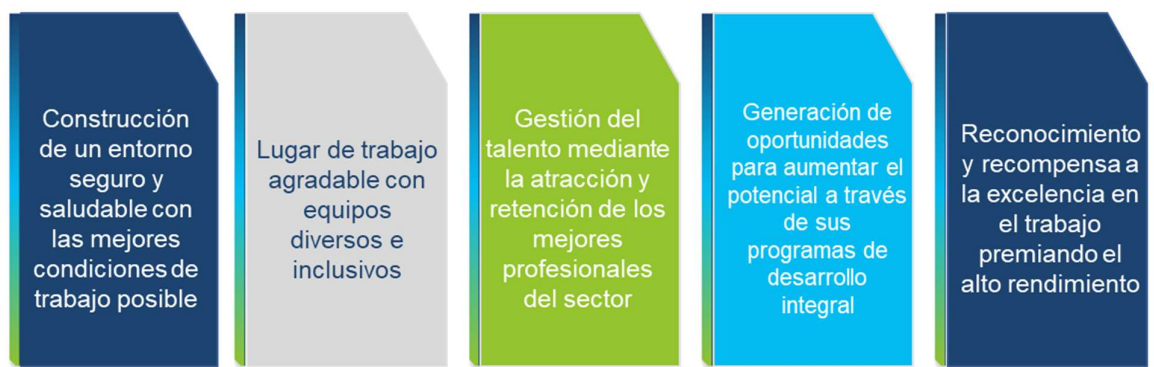 Construcción
de un entorno
seguro y
saludable con
las mejores
condiciones de
trabajo posible
Lugar de trabajo
agradable con
equipos
diversos e
inclusivos
Gestión del
talento mediante
la atracción y
retención de los
mejores
profesionales
del sector
Generación de
oportunidades
para aumentar el
potencial a través
de sus
programas de
desarrollo
integral
Reconocimiento
y recompensa a
la excelencia en
el trabajo
premiando el
alto rendimiento